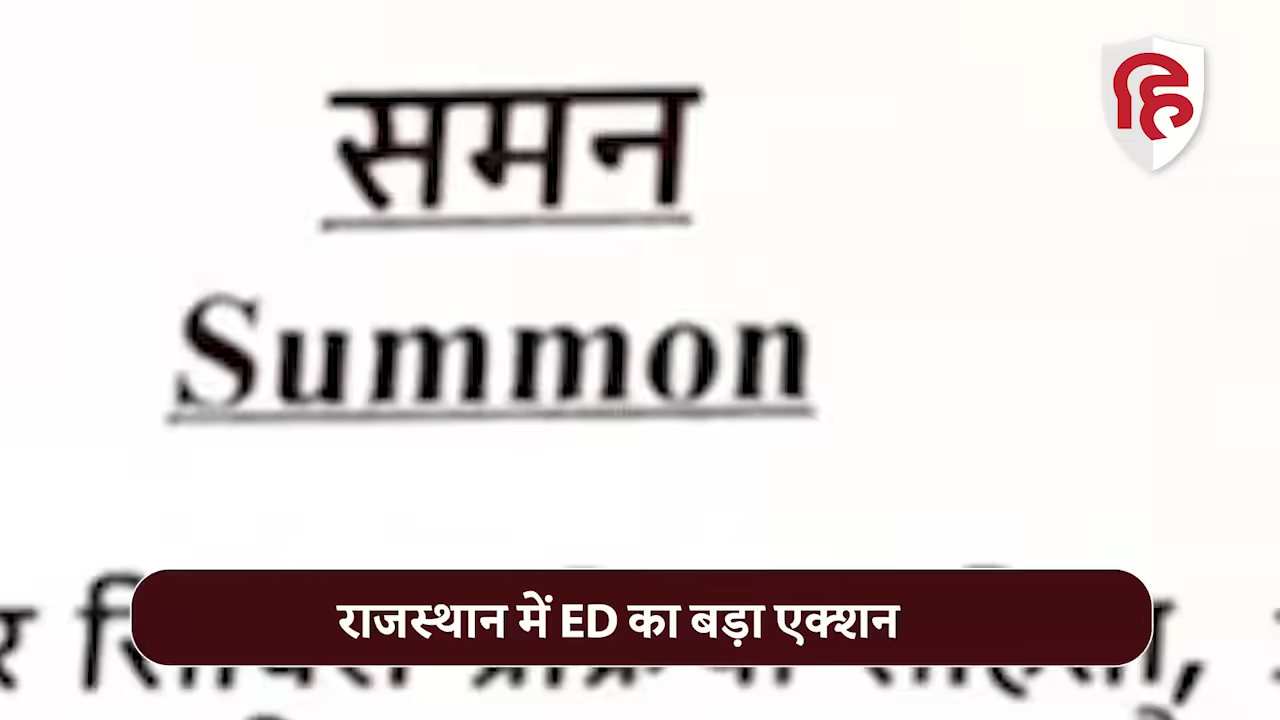 हि
समन
Summon
राजस्थान में ED का बड़ा एक्शन